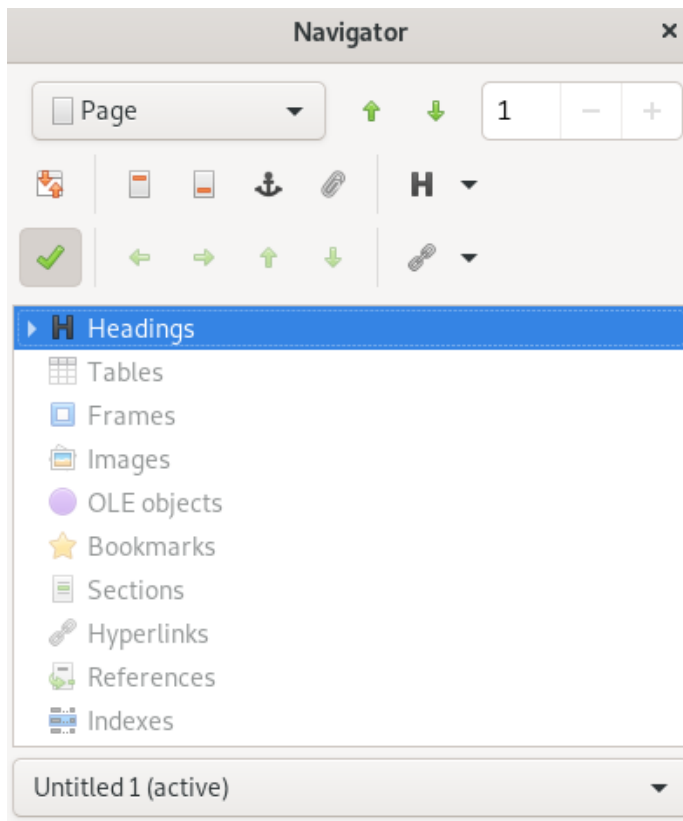 Navigator
Page 1
Headings
Tables
Frames
Images
OLE objects
Bookmarks
Sections
Hyperlinks
References
Indexes
Untitled 1 (active)